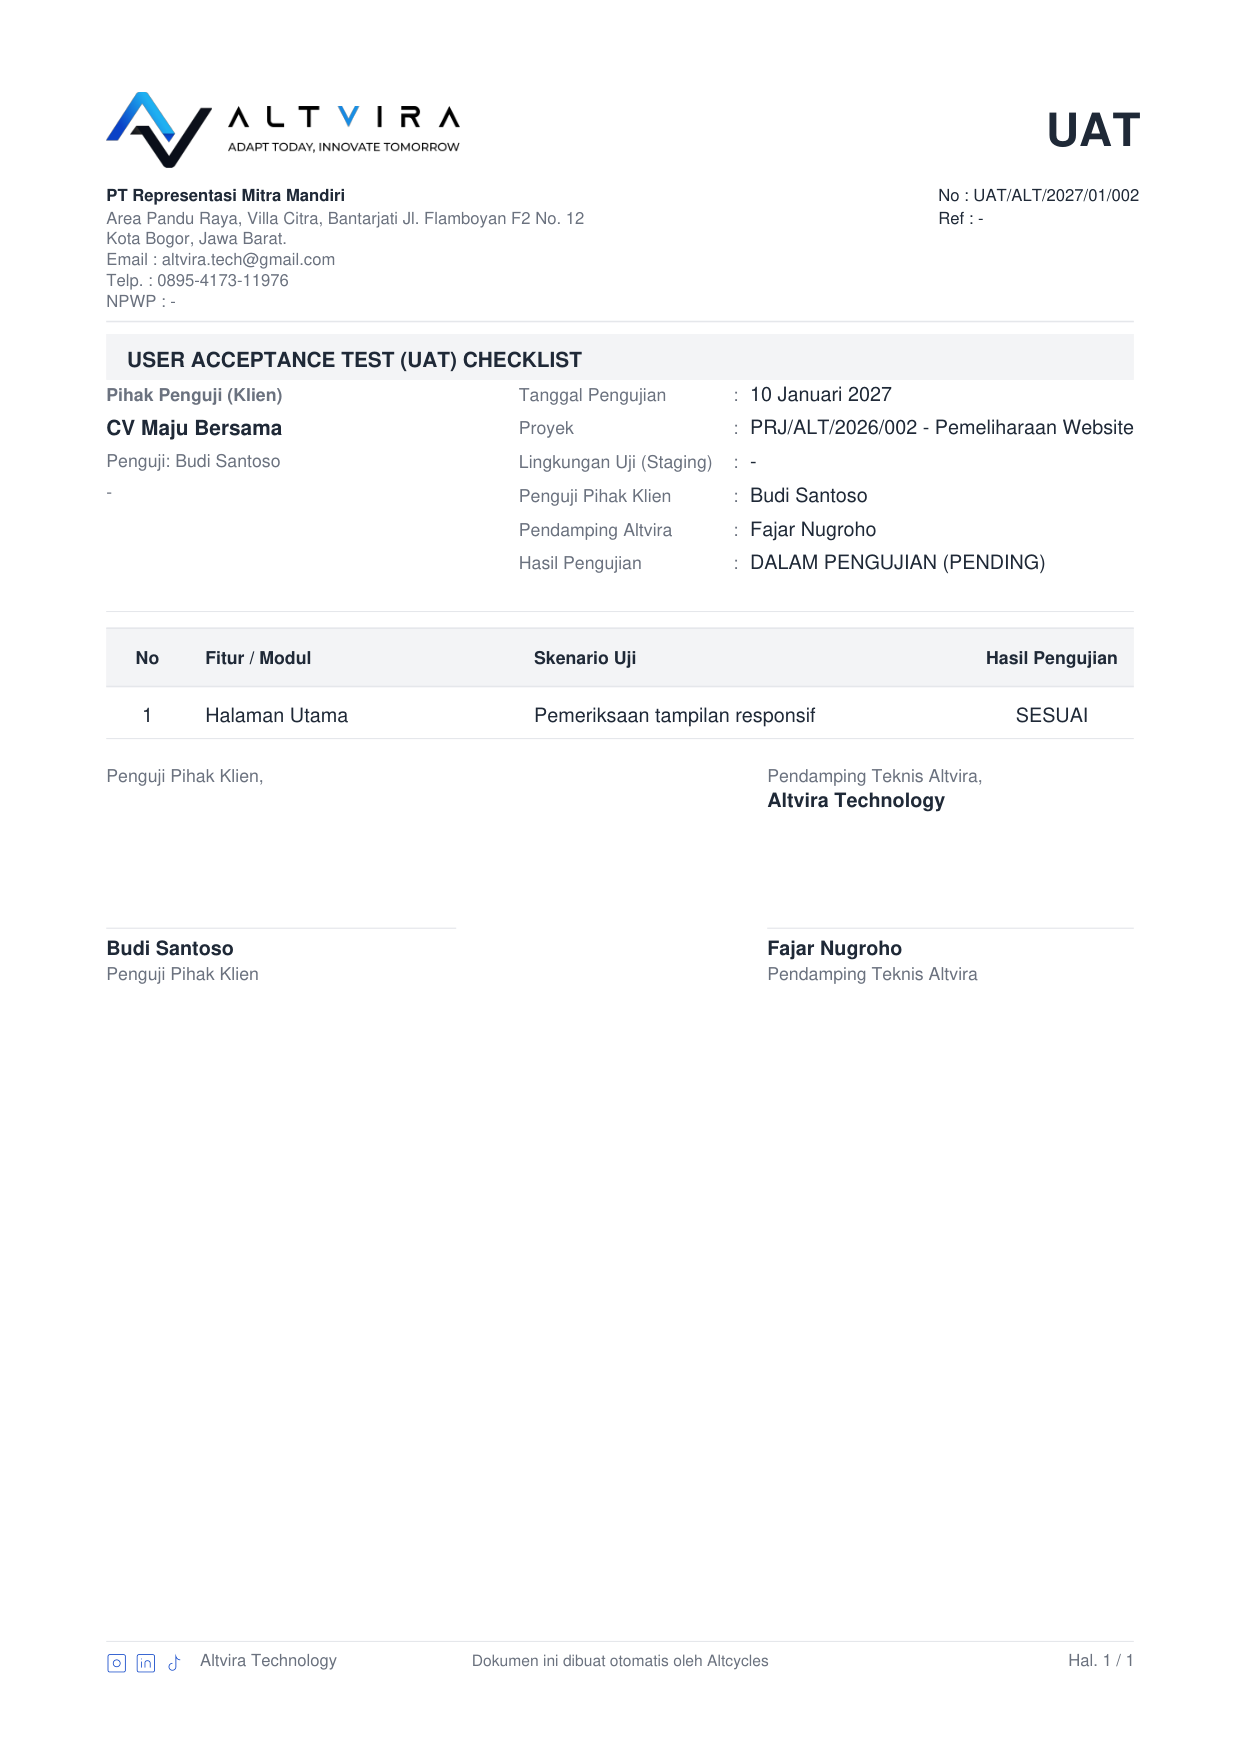 ALTVIRA
ADAPT TODAY, INNOVATE TOMORROW
UAT
PT Representasi Mitra Mandiri
Area Pandu Raya, Villa Citra, Bantarjati Jl. Flamboyan F2 No. 12
Kota Bogor, Jawa Barat.
Email : altvira.tech@gmail.com
Telp. : 0895-4173-11976
NPWP : -
No : UAT/ALT/2027/01/002
Ref : -
USER ACCEPTANCE TEST (UAT) CHECKLIST
Pihak Penguji (Klien)
CV Maju Bersama
Penguji: Budi Santoso
-
Tanggal Pengujian : 10 Januari 2027
Proyek : PRJ/ALT/2026/002 - Pemeliharaan Website
Lingkungan Uji (Staging) : -
Penguji Pihak Klien : Budi Santoso
Pendamping Altvira : Fajar Nugroho
Hasil Pengujian : DALAM PENGUJIAN (PENDING)
No Fitur / Modul Skenario Uji Hasil Pengujian
1 Halaman Utama Pemeriksaan tampilan responsif SESUAI
Penguji Pihak Klien,
Budi Santoso
Penguji Pihak Klien
Pendamping Teknis Altvira,
Altvira Technology
Fajar Nugroho
Pendamping Teknis Altvira
in Altvira Technology Dokumen ini dibuat otomatis oleh Altcycles Hal. 1 / 1